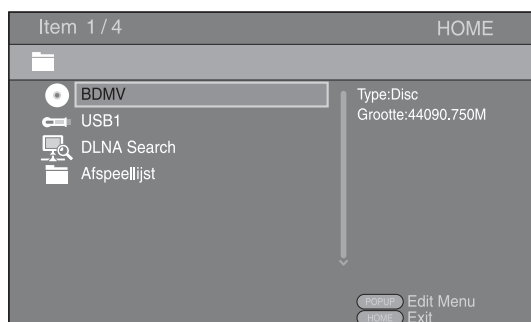 Item 1/4 HOME
BDMV
USB1
DLNA Search
Afspeellijst
Type:Disc
Grootte:44090.750M
POPUP Edit Menu
HOME Exit